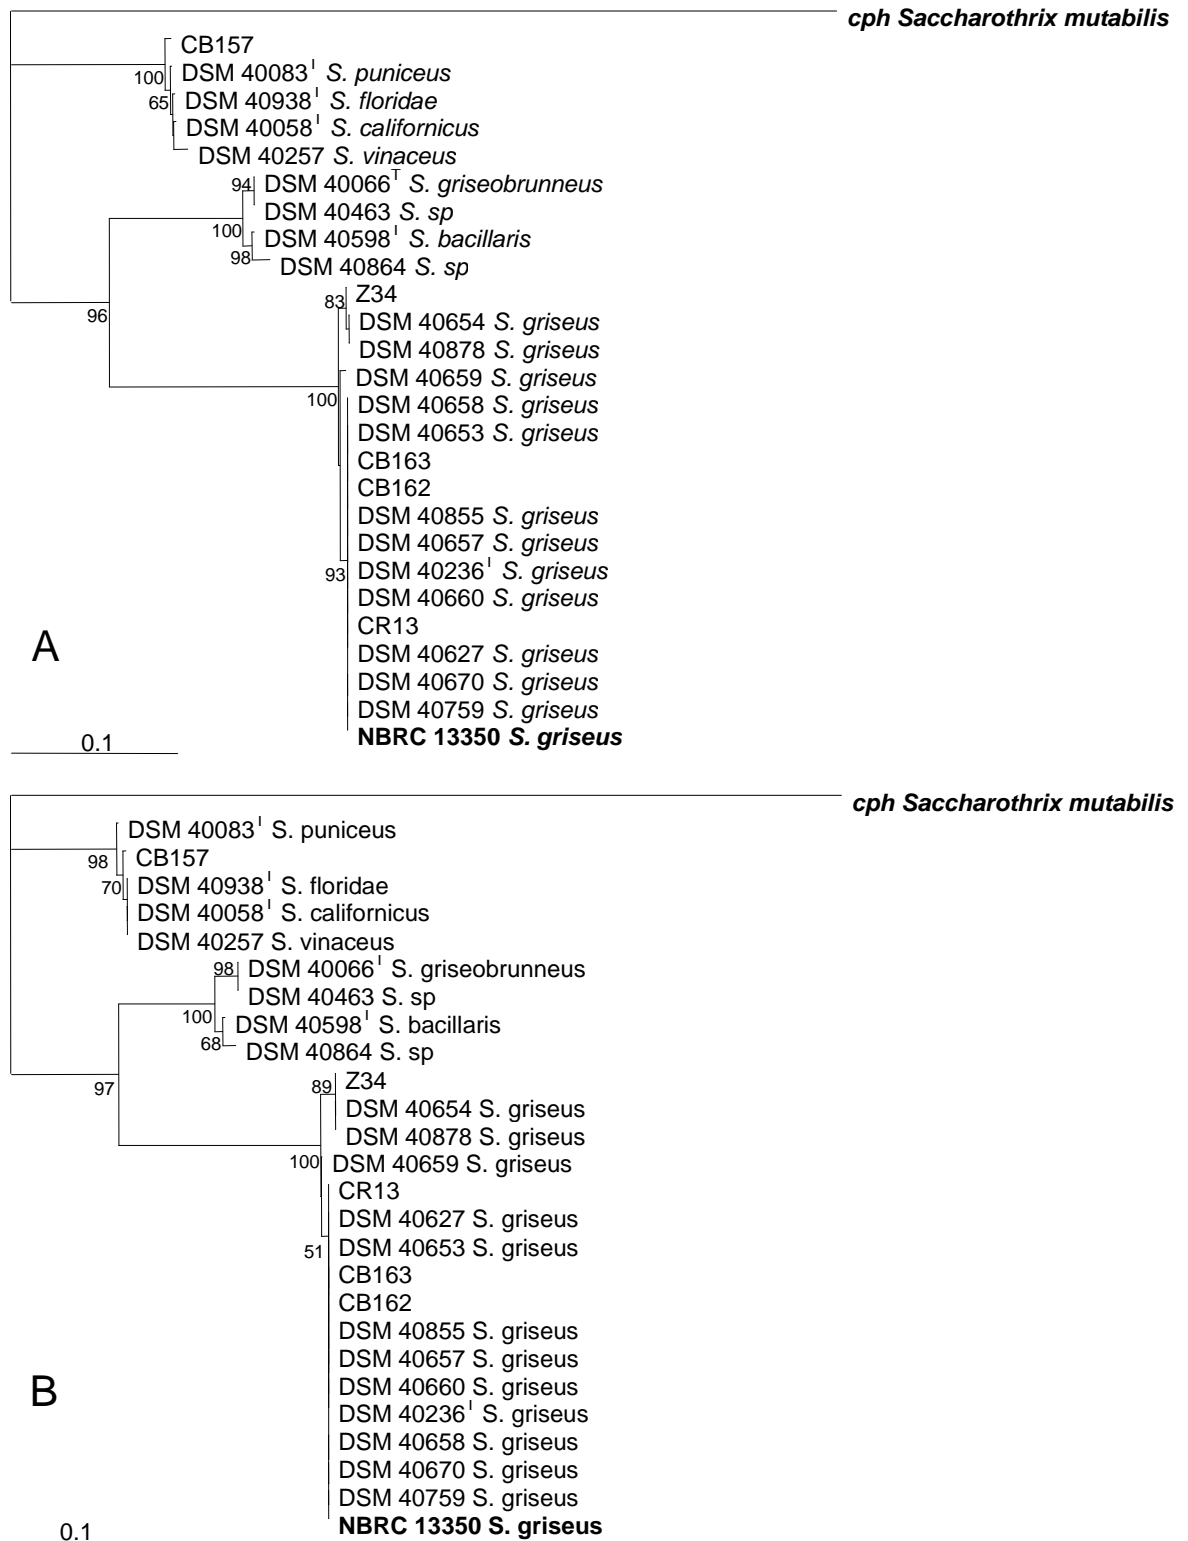 cph Saccharothrix mutabilis
CB157
100
DSM 40083ᵀ S. puniceus
65
DSM 40938ᵀ S. floridae
DSM 40058ᵀ S. californicus
DSM 40257 S. vinaceus
94
DSM 40066ᵀ S. griseobrunneus
DSM 40463 S. sp
100
DSM 40598ᵀ S. bacillaris
98
DSM 40864 S. sp
96
83
Z34
DSM 40654 S. griseus
DSM 40878 S. griseus
DSM 40659 S. griseus
100
DSM 40658 S. griseus
DSM 40653 S. griseus
CB163
CB162
DSM 40855 S. griseus
DSM 40657 S. griseus
93
DSM 40236ᵀ S. griseus
DSM 40660 S. griseus
CR13
A
DSM 40627 S. griseus
DSM 40670 S. griseus
DSM 40759 S. griseus
NBRC 13350 S. griseus
0.1
cph Saccharothrix mutabilis
DSM 40083ᵀ S. puniceus
98
CB157
70
DSM 40938ᵀ S. floridae
DSM 40058ᵀ S. californicus
DSM 40257 S. vinaceus
98
DSM 40066ᵀ S. griseobrunneus
DSM 40463 S. sp
100
DSM 40598ᵀ S. bacillaris
68
DSM 40864 S. sp
97
89
Z34
DSM 40654 S. griseus
DSM 40878 S. griseus
100
DSM 40659 S. griseus
CR13
DSM 40627 S. griseus
51
DSM 40653 S. griseus
CB163
CB162
DSM 40855 S. griseus
DSM 40657 S. griseus
B
DSM 40660 S. griseus
DSM 40236ᵀ S. griseus
DSM 40658 S. griseus
DSM 40670 S. griseus
DSM 40759 S. griseus
NBRC 13350 S. griseus
0.1